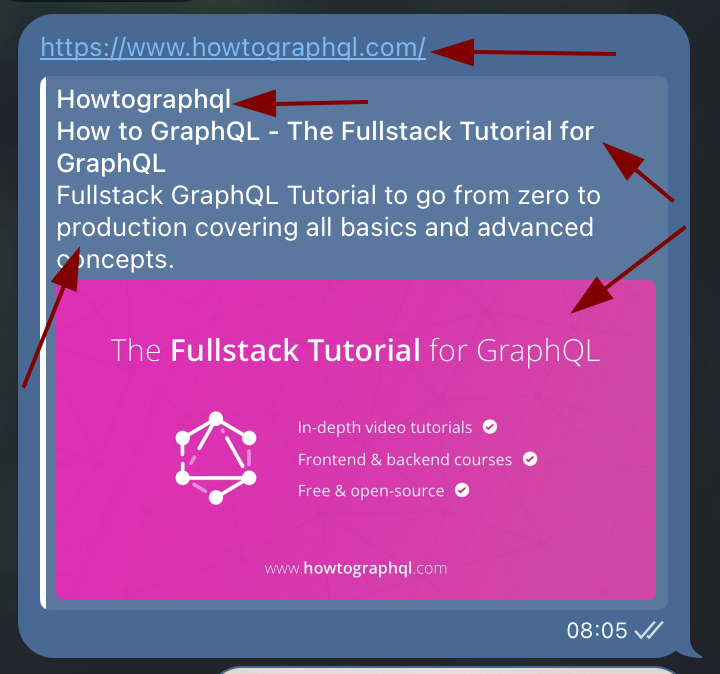 https://www.howtographql.com/
Howtographql
How to GraphQL - The Fullstack Tutorial for
GraphQL
Fullstack GraphQL Tutorial to go from zero to
production covering all basics and advanced
concepts.
The Fullstack Tutorial for GraphQL
In-depth video tutorials
Frontend & backend courses
Free & open-source
www.howtographql.com
08:05